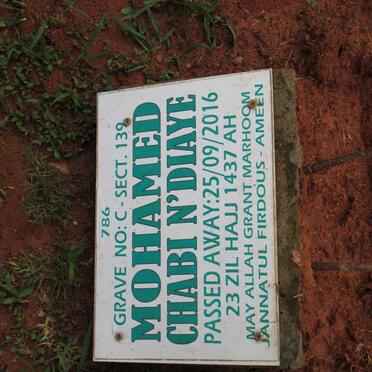 786
GRAVE NO: C - SECT. 139
MOHAMED
CHABI N'DIAYE
PASSED AWAY:25/09/2016
23 ZIL HAJJ 1437 AH
MAY ALLAH GRANT MARHOOM
JANNATUL FIRDOUS - AMEEN